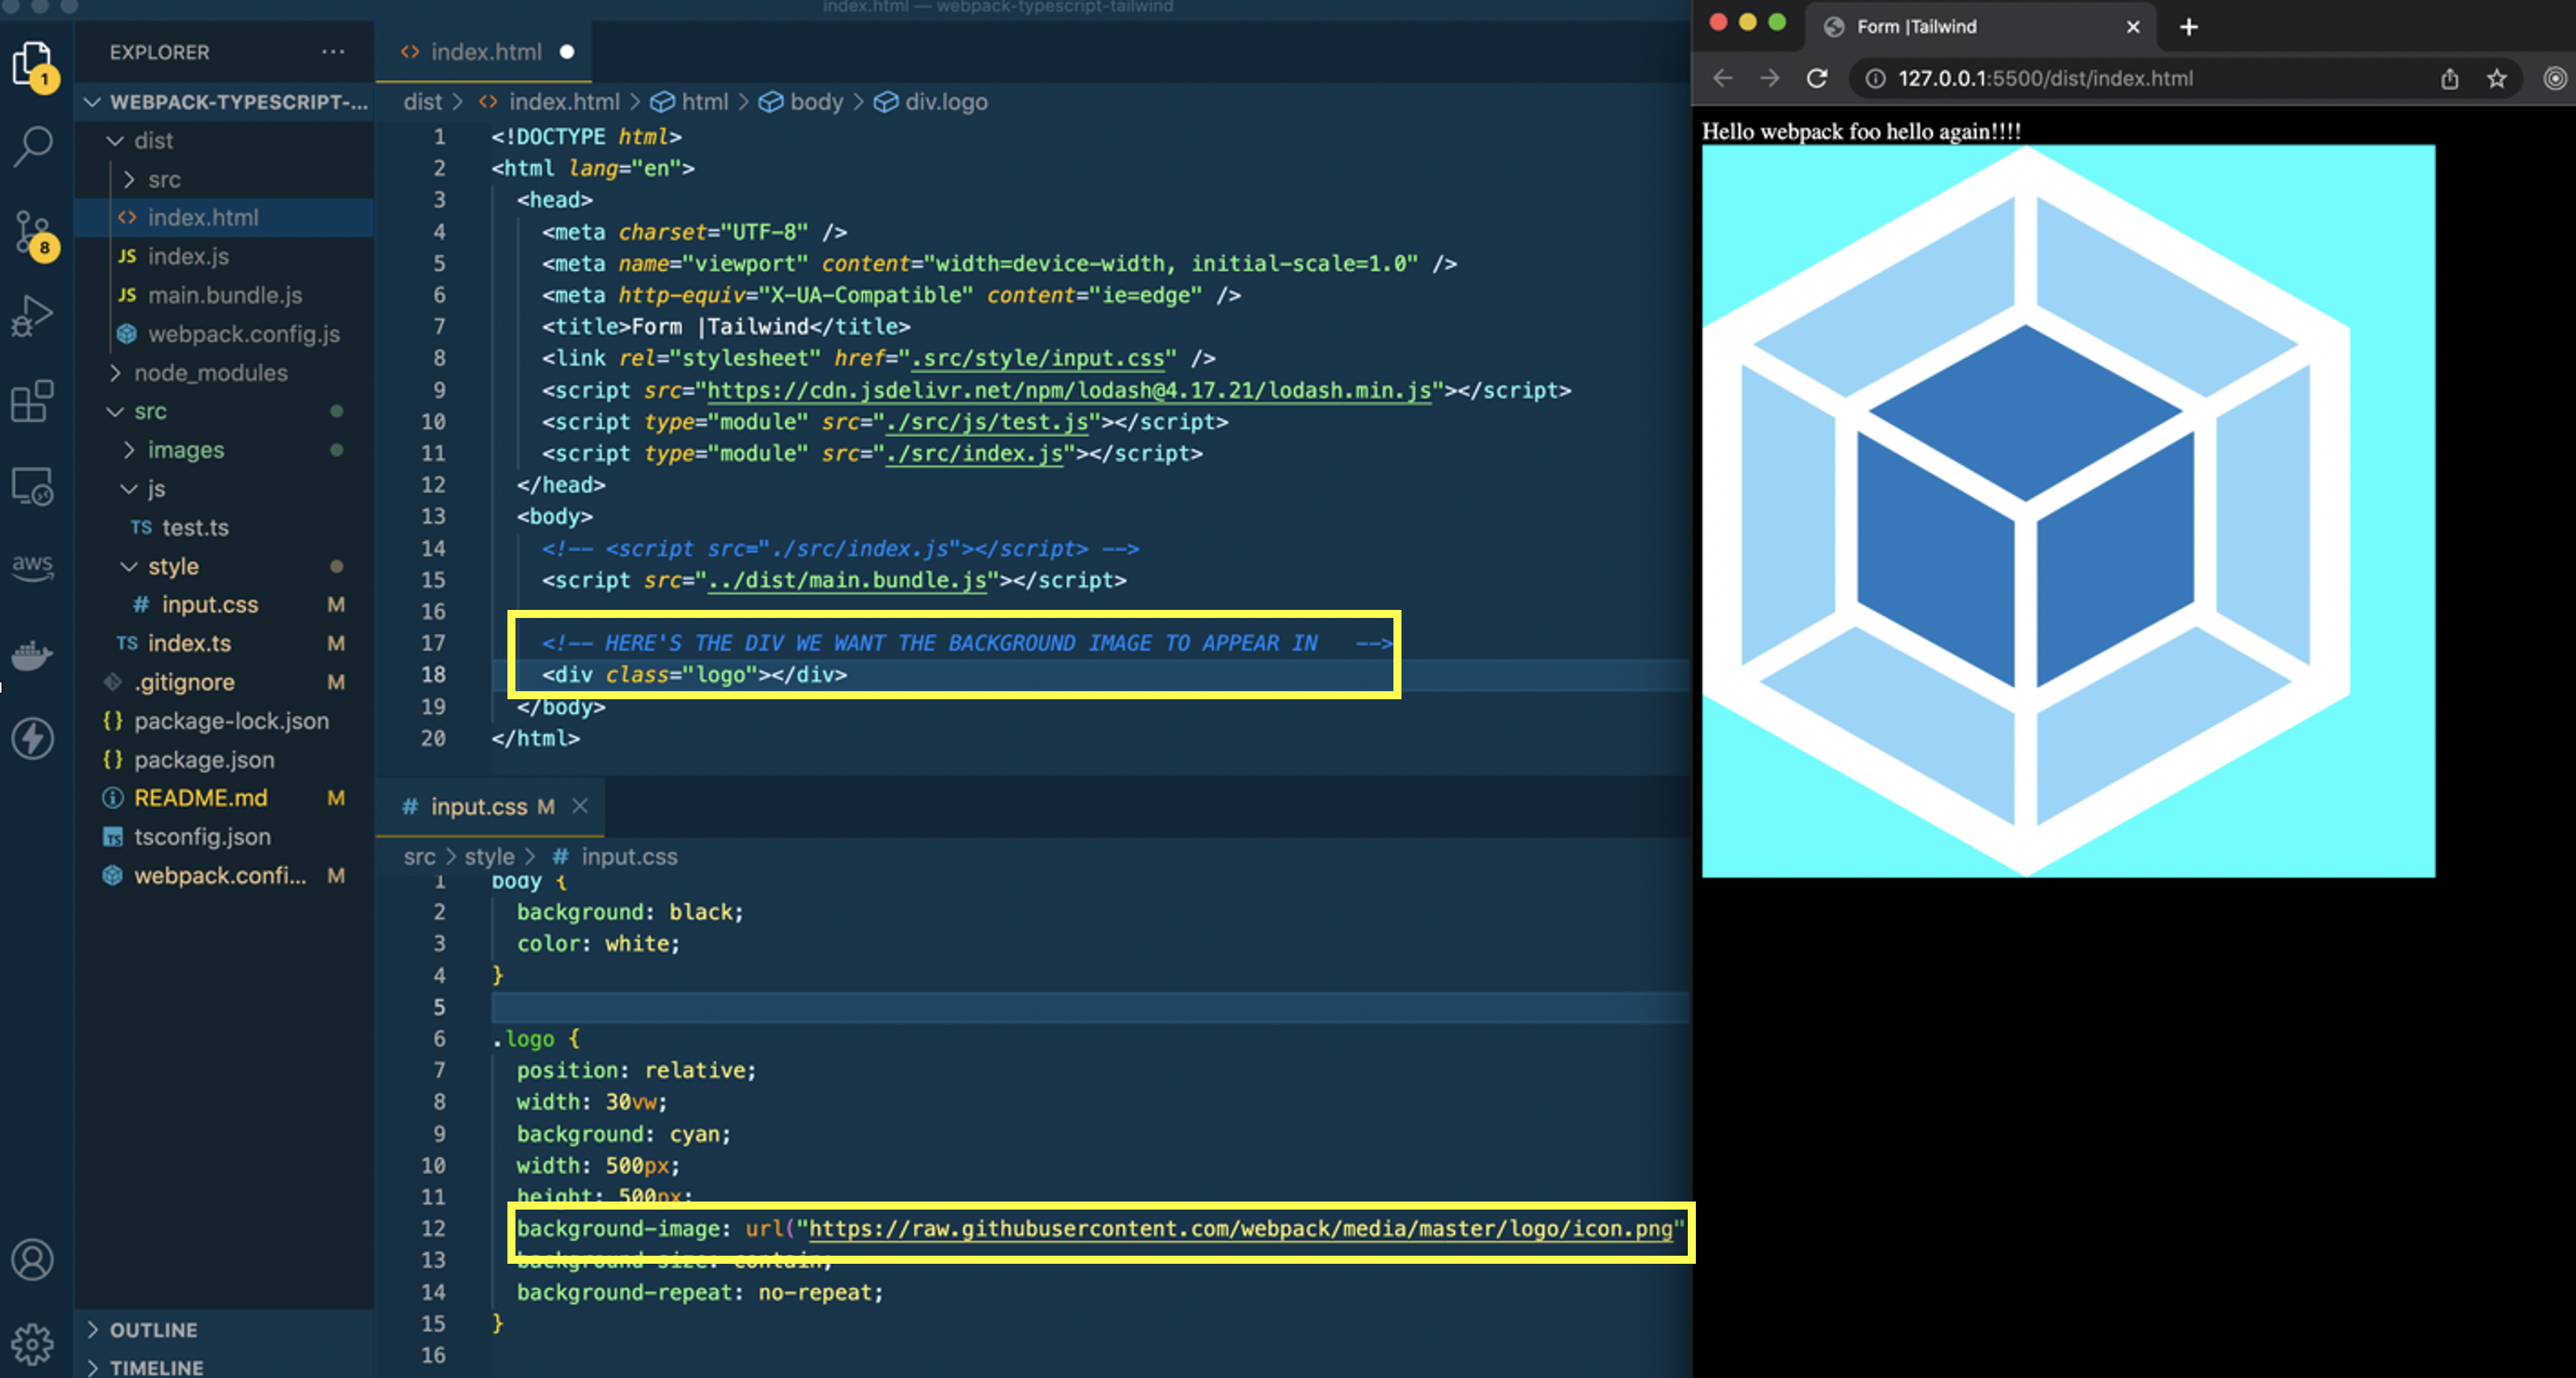 index.html — webpack-typescript-tailwind
EXPLORER
1
8
aws
WEBPACK-TYPESCRIPT-...
dist
src
<> index.html
JS index.js
JS main.bundle.js
webpack.config.js
node_modules
src
images
js
TS test.ts
style
# input.css M
TS index.ts M
.gitignore M
{} package-lock.json
{} package.json
README.md M
TS tsconfig.json
webpack.confi... M
OUTLINE
TIMELINE
<> index.html
dist > <> index.html > html > body > div.logo
1 <!DOCTYPE html>
2 <html lang="en">
3 <head>
4 <meta charset="UTF-8" />
5 <meta name="viewport" content="width=device-width, initial-scale=1.0" />
6 <meta http-equiv="X-UA-Compatible" content="ie=edge" />
7 <title>Form |Tailwind</title>
8 <link rel="stylesheet" href=".src/style/input.css" />
9 <script src="https://cdn.jsdelivr.net/npm/lodash@4.17.21/lodash.min.js"></script>
10 <script type="module" src="./src/js/test.js"></script>
11 <script type="module" src="./src/index.js"></script>
12 </head>
13 <body>
14 <!-- <script src="./src/index.js"></script> -->
15 <script src="../dist/main.bundle.js"></script>
16
17 <!-- HERE'S THE DIV WE WANT THE BACKGROUND IMAGE TO APPEAR IN -->
18 <div class="logo"></div>
19 </body>
20 </html>
# input.css M
src > style > # input.css
1 body {
2 background: black;
3 color: white;
4 }
5
6 .logo {
7 position: relative;
8 width: 30vw;
9 background: cyan;
10 width: 500px;
11 height: 500px;
12 background-image: url("https://raw.githubusercontent.com/webpack/media/master/logo/icon.png"
13 background-size: contain;
14 background-repeat: no-repeat;
15 }
16
Form |Tailwind
127.0.0.1:5500/dist/index.html
Hello webpack foo hello again!!!!